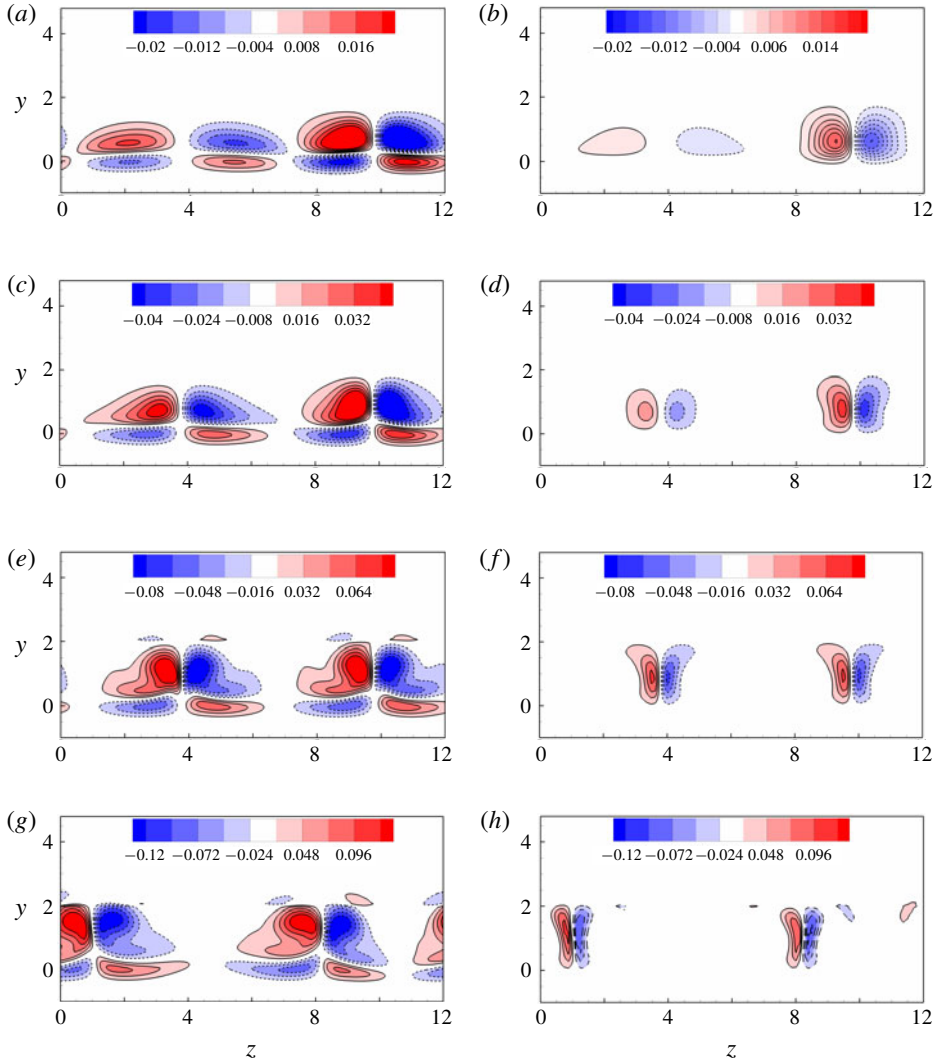 (a) (b)
4 4
−0.02 −0.012 −0.004 0.008 0.016 −0.02 −0.012 −0.004 0.006 0.014
y 2 2
0 0
0 4 8 12 0 4 8 12
(c) (d)
4 4
−0.04 −0.024 −0.008 0.016 0.032 −0.04 −0.024 −0.008 0.016 0.032
y 2 2
0 0
0 4 8 12 0 4 8 12
(e) (f)
4 4
−0.08 −0.048 −0.016 0.032 0.064 −0.08 −0.048 −0.016 0.032 0.064
y 2 2
0 0
0 4 8 12 0 4 8 12
(g) (h)
4 4
−0.12 −0.072 −0.024 0.048 0.096 −0.12 −0.072 −0.024 0.048 0.096
y 2 2
0 0
0 4 8 12 0 4 8 12
z z